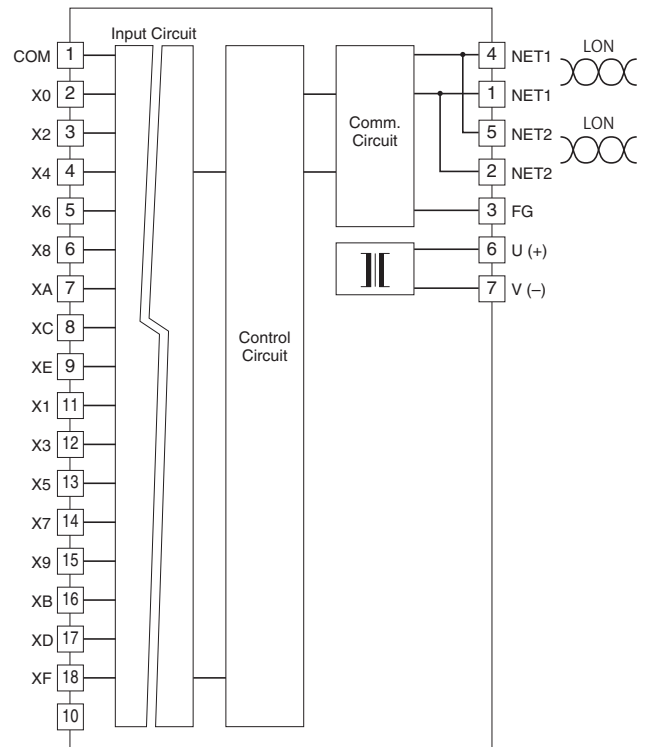 Input Circuit
COM 1
X0 2
X2 3
X4 4
X6 5
X8 6
XA 7
XC 8
XE 9
X1 11
X3 12
X5 13
X7 14
X9 15
XB 16
XD 17
XF 18
10
Control
Circuit
Comm.
Circuit
4 NET1 LON
1 NET1
5 NET2 LON
2 NET2
3 FG
6 U (+)
7 V (–)